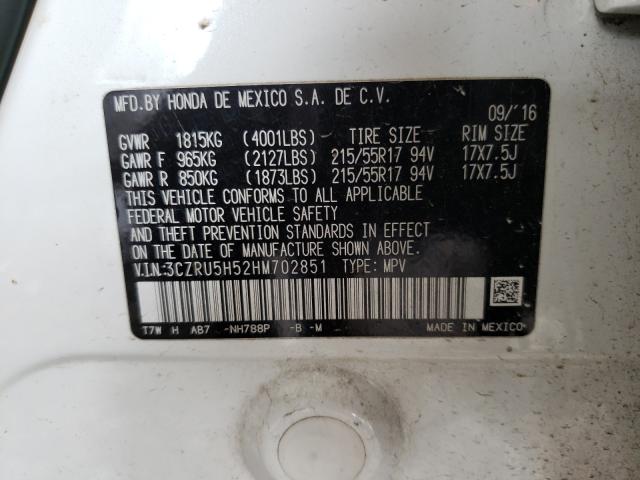 MFD.BY HONDA DE MEXICO S.A. DE C.V. 09/'16
GVWR 1815KG (4001LBS) TIRE SIZE RIM SIZE
GAWR F 965KG (2127LBS) 215/55R17 94V 17X7.5J
GAWR R 850KG (1873LBS) 215/55R17 94V 17X7.5J
THIS VEHICLE CONFORMS TO ALL APPLICABLE
FEDERAL MOTOR VEHICLE SAFETY
AND THEFT PREVENTION STANDARDS IN EFFECT
ON THE DATE OF MANUFACTURE SHOWN ABOVE.
V.I.N.:3CZRU5H52HM702851 TYPE: MPV
T7W H AB7 -NH788P -B -M MADE IN MEXICO